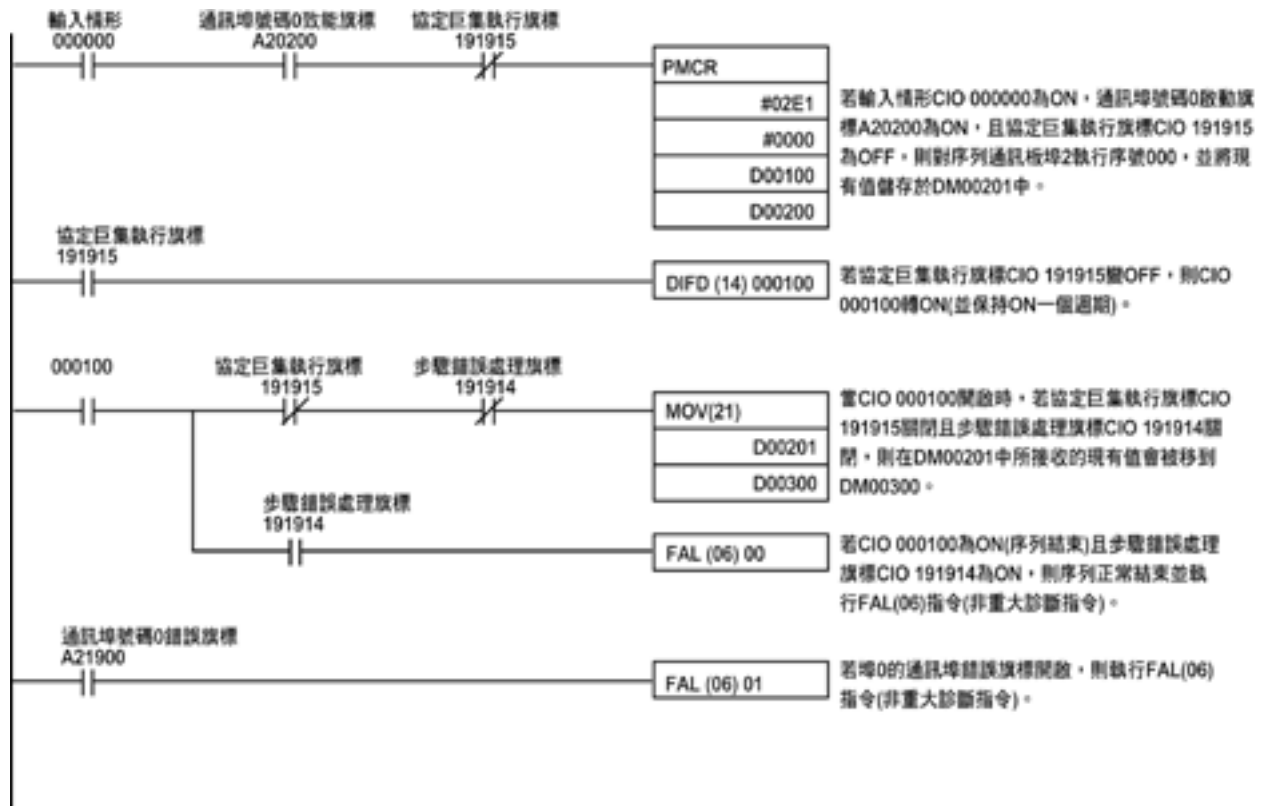 輸入情形
000000
通訊埠號碼0致能旗標
A20200
協定巨集執行旗標
191915
PMCR
#02E1
#0000
D00100
D00200
若輸入情形CIO 000000為ON，通訊埠號碼0啟動旗
標A20200為ON，且協定巨集執行旗標CIO 191915
為OFF，則對序列通訊板埠2執行序號000，並將現
有值儲存於DM00201中。
協定巨集執行旗標
191915
DIFD (14) 000100
若協定巨集執行旗標CIO 191915變OFF，則CIO
000100轉ON(並保持ON一個週期)。
000100
協定巨集執行旗標
191915
步驟錯誤處理旗標
191914
MOV(21)
D00201
D00300
當CIO 000100開啟時，若協定巨集執行旗標CIO
191915關閉且步驟錯誤處理旗標CIO 191914關
閉，則在DM00201中所接收的現有值會被移到
DM00300。
步驟錯誤處理旗標
191914
FAL (06) 00
若CIO 000100為ON(序列結束)且步驟錯誤處理
旗標CIO 191914為ON，則序列正常結束並執
行FAL(06)指令(非重大診斷指令)。
通訊埠號碼0錯誤旗標
A21900
FAL (06) 01
若埠0的通訊埠錯誤旗標開啟，則執行FAL(06)
指令(非重大診斷指令)。